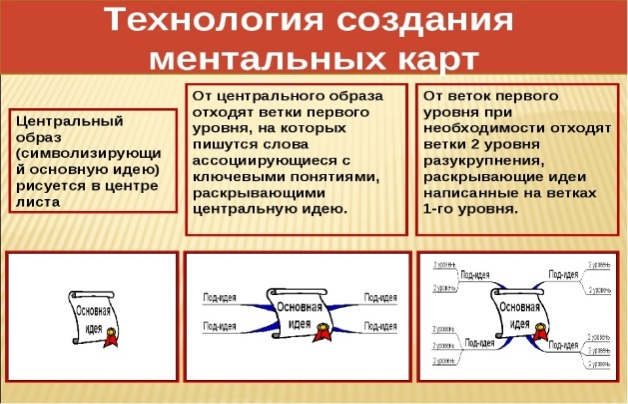 Технология создания
ментальных карт
Центральный
образ
(символизирующи
й основную идею)
рисуется в центре
листа
От центрального образа
отходят ветки первого
уровня, на которых
пишутся слова
ассоциирующиеся с
ключевыми понятиями,
раскрывающими
центральную идею.
От веток первого
уровня при
необходимости отходят
ветки 2 уровня
разукрупнения,
раскрывающие идеи
написанные на ветках
1-го уровня.
Основная
идея
Под-идея
Под-идея
Основная
идея
Под-идея
Под-идея
2 уровень
2 уровень
Под-идея
2 уровень
2 уровень
2 уровень
Под-идея
Основная
идея
Под-идея
2 уровень
2 уровень
Под-идея
2 уровень
2 уровень
2 уровень